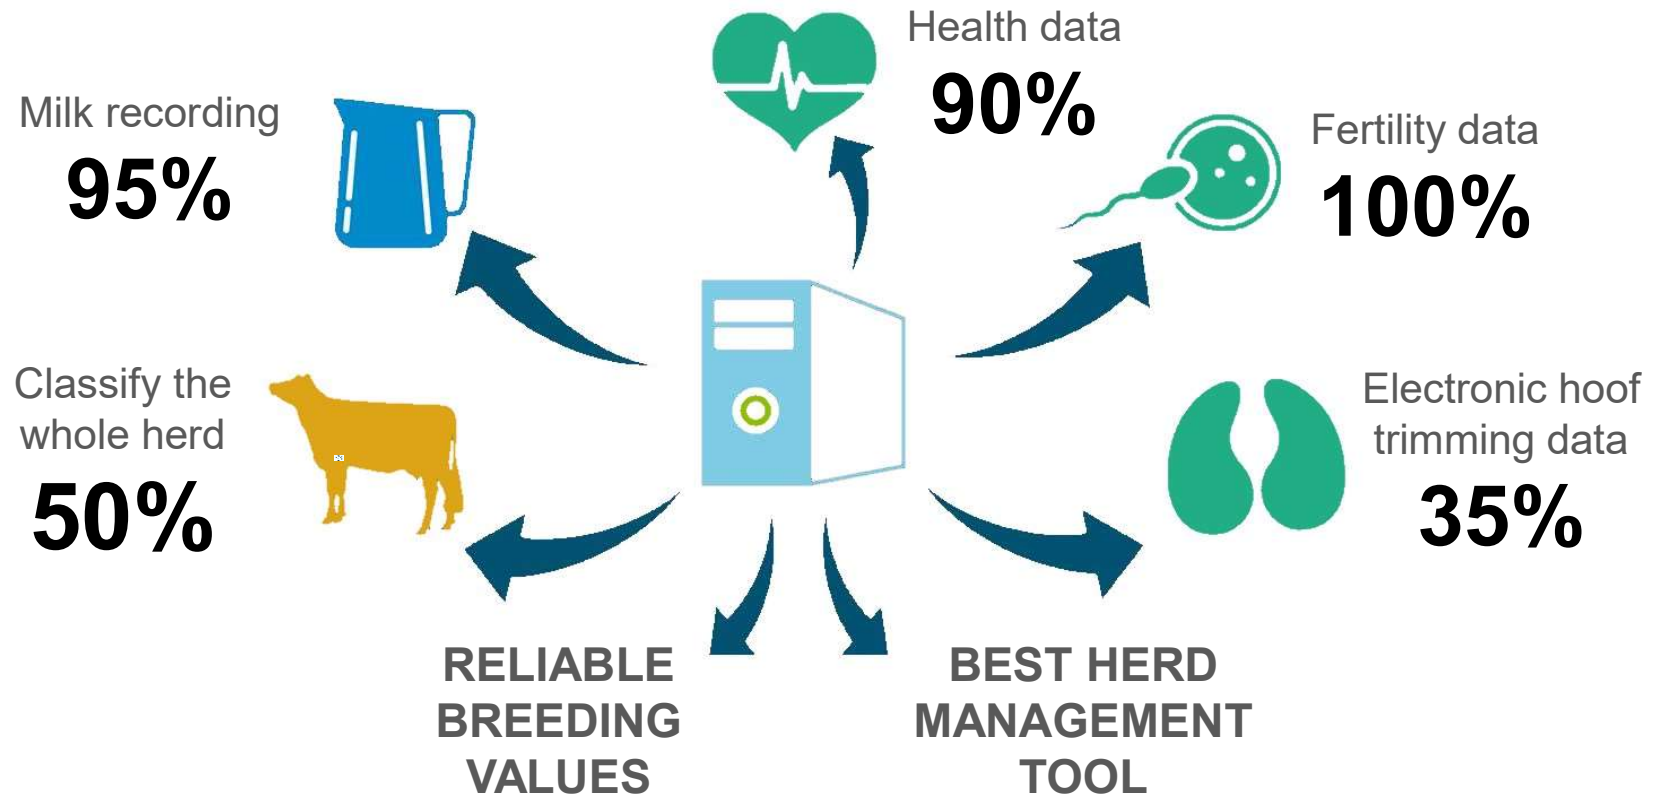 Health data
90%
Milk recording
95%
Fertility data
100%
Classify the
whole herd
50%
Electronic hoof
trimming data
35%
RELIABLE
BREEDING
VALUES
BEST HERD
MANAGEMENT
TOOL